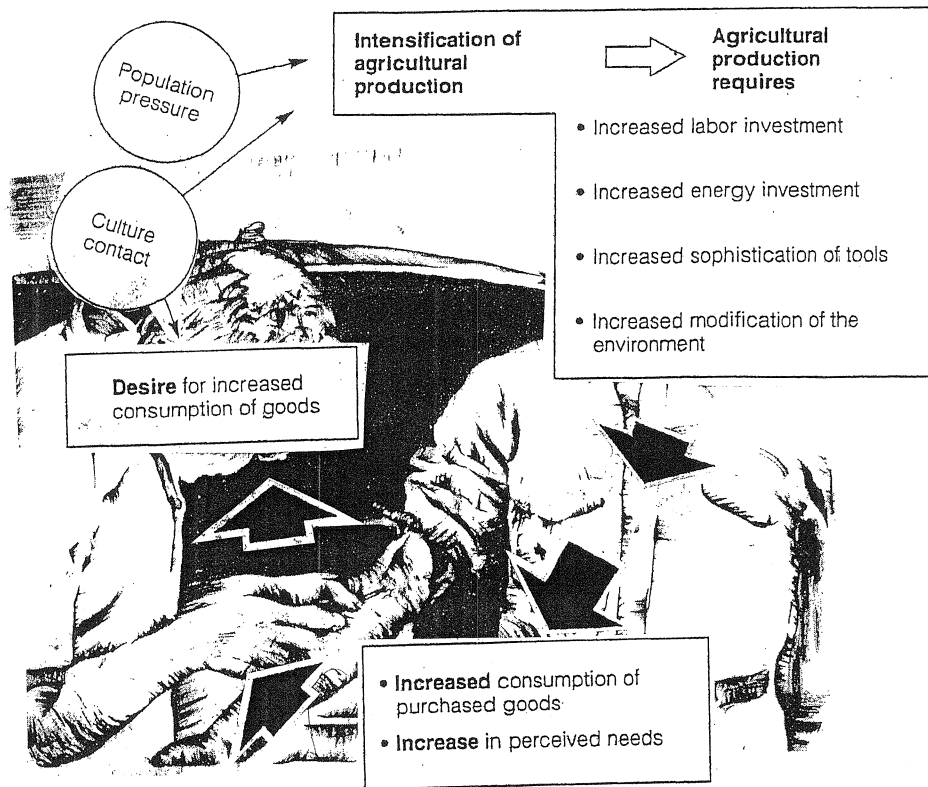 Population
pressure
Intensification of
agricultural
production
Agricultural
production
requires
• Increased labor investment
• Increased energy investment
• Increased sophistication of tools
• Increased modification of the
environment
Culture
contact
Desire for increased
consumption of goods
• Increased consumption of
purchased goods
• Increase in perceived needs